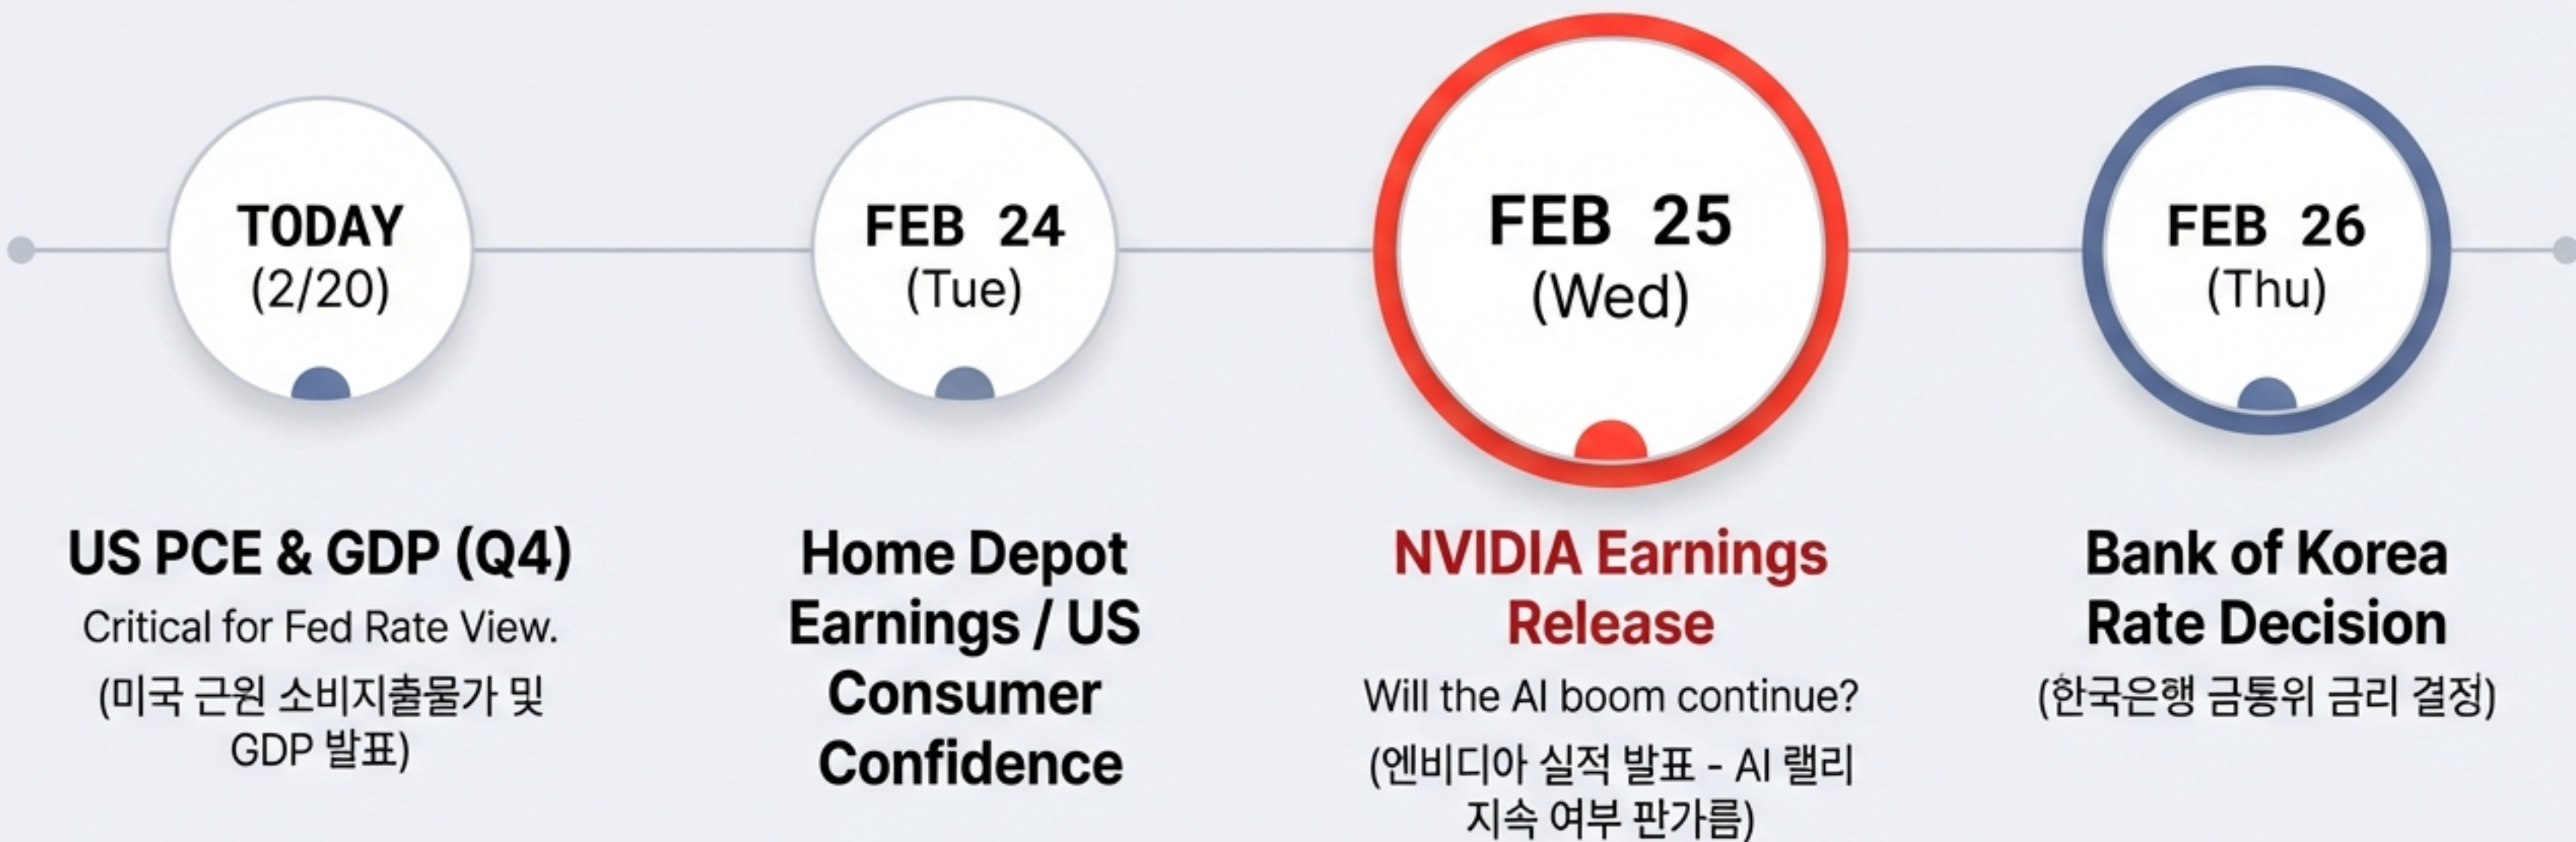 TODAY
(2/20)
US PCE & GDP (Q4)
Critical for Fed Rate View.
(미국 근원 소비지출물가 및
GDP 발표)
FEB 24
(Tue)
Home Depot
Earnings / US
Consumer
Confidence
FEB 25
(Wed)
NVIDIA Earnings
Release
Will the AI boom continue?
(엔비디아 실적 발표 - AI 랠리
지속 여부 판가름)
FEB 26
(Thu)
Bank of Korea
Rate Decision
(한국은행 금통위 금리 결정)